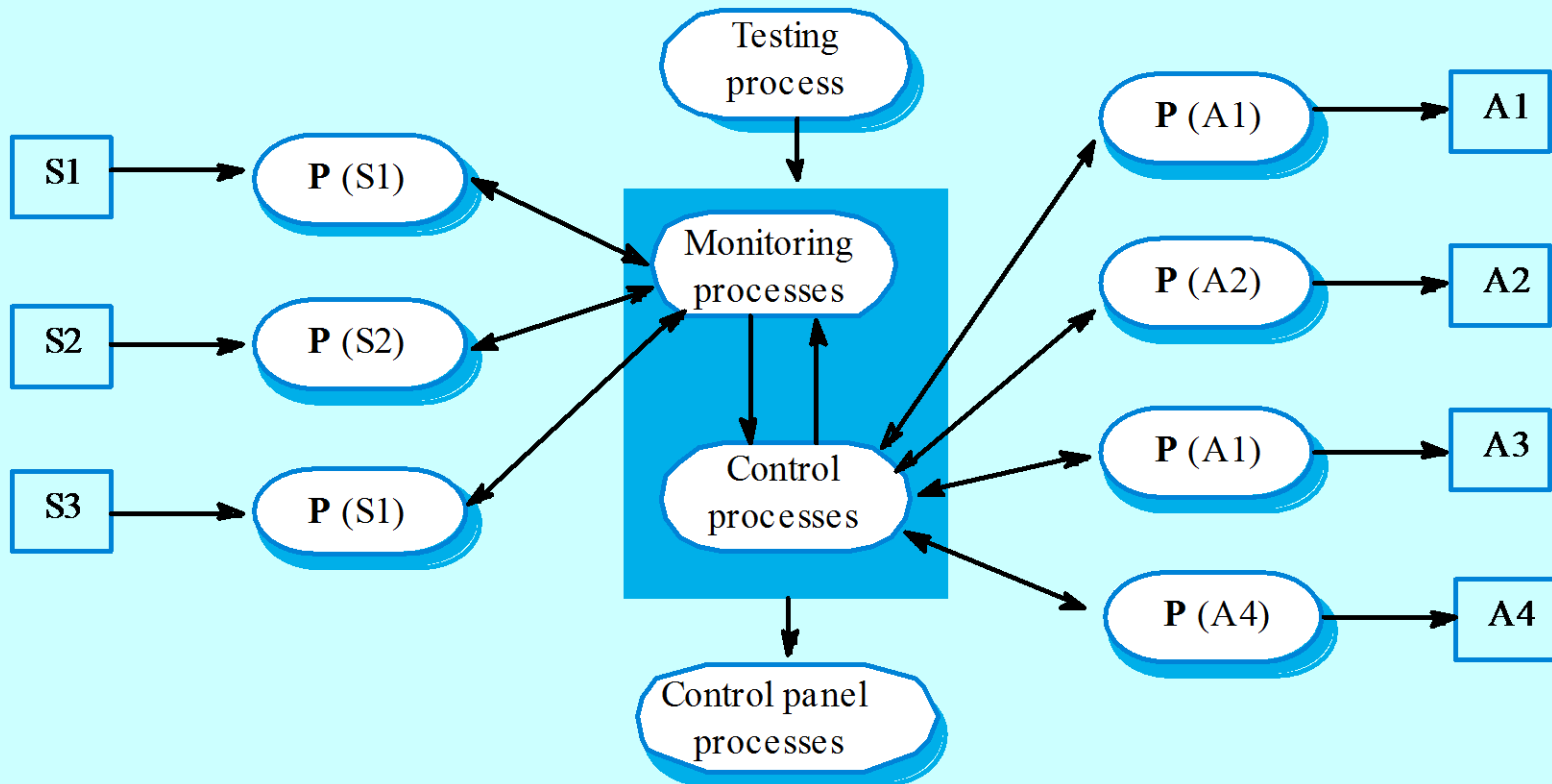 Testing
process
S1
P (S1)
P (A1)
A1
Monitoring
processes
S2
P (S2)
P (A2)
A2
S3
P (S1)
Control
processes
P (A1)
A3
P (A4)
A4
Control panel
processes